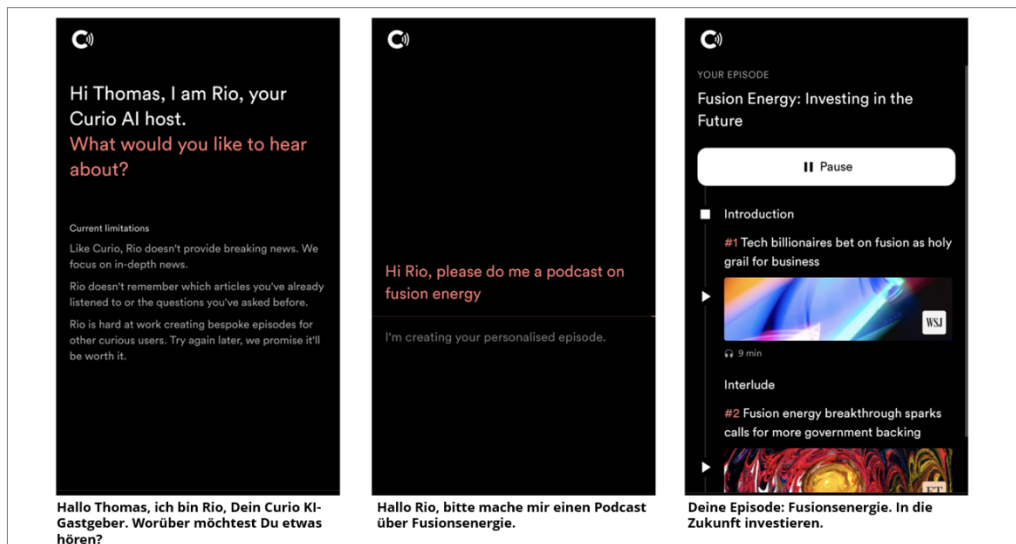 Hi Thomas, I am Rio, your
Curio AI host.
What would you like to hear
about?
Current limitations
Like Curio, Rio doesn't provide breaking news. We
focus on in-depth news.
Rio doesn't remember which articles you've already
listened to or the questions you've asked before.
Rio is hard at work creating bespoke episodes for
other curious users. Try again later, we promise it'll
be worth it.
Hallo Thomas, ich bin Rio, Dein Curio KI-
Gastgeber. Worüber möchtest Du etwas
hören?
Hi Rio, please do me a podcast on
fusion energy
I'm creating your personalised episode.
Hallo Rio, bitte mache mir einen Podcast
über Fusionsenergie.
YOUR EPISODE
Fusion Energy: Investing in the
Future
Pause
Introduction
#1 Tech billionaires bet on fusion as holy
grail for business
WSJ
9 min
Interlude
#2 Fusion energy breakthrough sparks
calls for more government backing
FT
Deine Episode: Fusionsenergie. In die
Zukunft investieren.